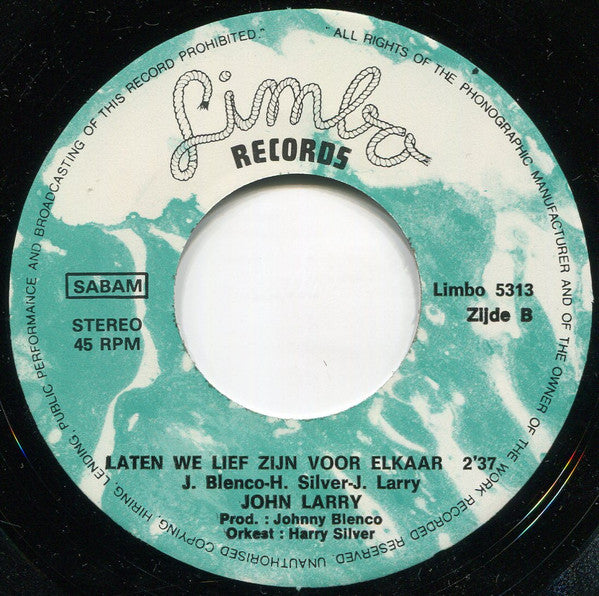 "ALL RIGHTS OF THE PHONOGRAPHIC MANUFACTURER AND OF THE OWNER OF THE WORK RECORDED RESERVED. UNAUTHORISED COPYING, HIRING, LENDING, PUBLIC PERFORMANCE AND BROADCASTING OF THIS RECORD PROHIBITED."
Limbo
RECORDS
SABAM
STEREO
45 RPM
Limbo 5313
Zijde B
LATEN WE LIEF ZIJN VOOR ELKAAR 2'37
J. Blenco-H. Silver-J. Larry
JOHN LARRY
Prod. : Johnny Blenco
Orkest : Harry Silver